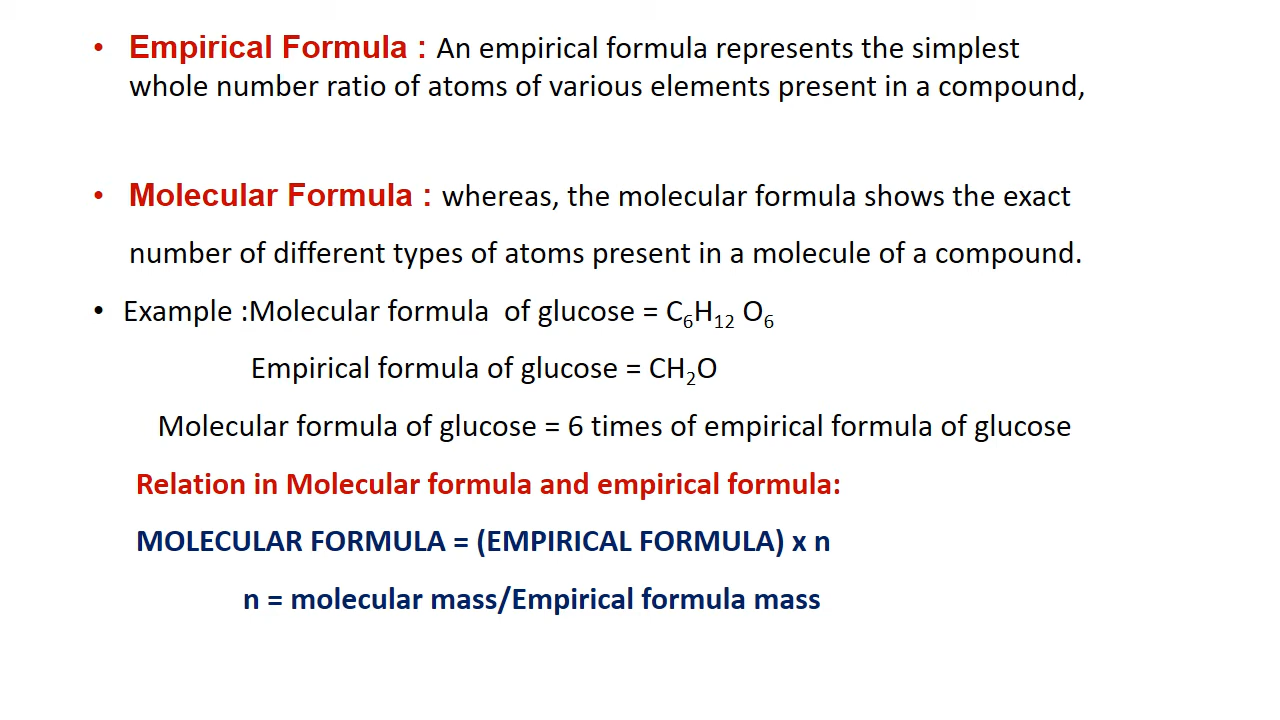 • Empirical Formula : An empirical formula represents the simplest
whole number ratio of atoms of various elements present in a compound,
• Molecular Formula : whereas, the molecular formula shows the exact
number of different types of atoms present in a molecule of a compound.
• Example :Molecular formula  of glucose = C₆H₁₂ O₆
Empirical formula of glucose = CH₂O
Molecular formula of glucose = 6 times of empirical formula of glucose
Relation in Molecular formula and empirical formula:
MOLECULAR FORMULA = (EMPIRICAL FORMULA) x n
n = molecular mass/Empirical formula mass